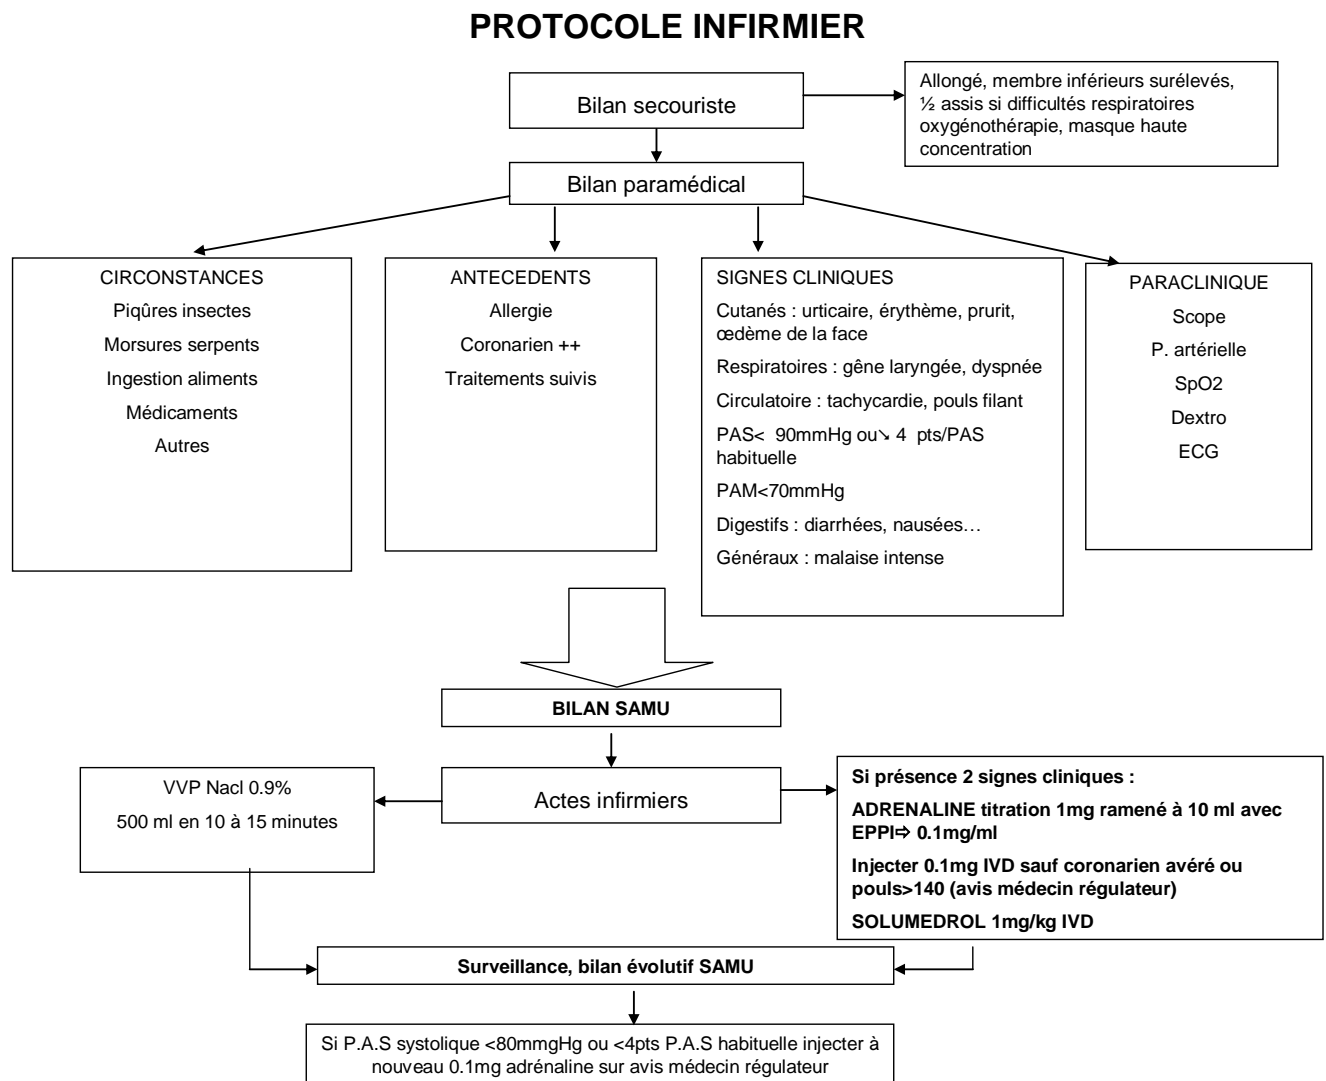 PROTOCOLE INFIRMIER
Bilan secouriste
Allongé, membre inférieurs surélevés,
½ assis si difficultés respiratoires
oxygénothérapie, masque haute
concentration
Bilan paramédical
CIRCONSTANCES
Piqûres insectes
Morsures serpents
Ingestion aliments
Médicaments
Autres
ANTECEDENTS
Allergie
Coronarien ++
Traitements suivis
SIGNES CLINIQUES
Cutanés : urticaire, érythème, prurit,
œdème de la face
Respiratoires : gêne laryngée, dyspnée
Circulatoire : tachycardie, pouls filant
PAS< 90mmHg ou↘ 4 pts/PAS
habituelle
PAM<70mmHg
Digestifs : diarrhées, nausées…
Généraux : malaise intense
PARACLINIQUE
Scope
P. artérielle
SpO2
Dextro
ECG
BILAN SAMU
VVP Nacl 0.9%
500 ml en 10 à 15 minutes
Actes infirmiers
Si présence 2 signes cliniques :
ADRENALINE titration 1mg ramené à 10 ml avec
EPPI⇨ 0.1mg/ml
Injecter 0.1mg IVD sauf coronarien avéré ou
pouls>140 (avis médecin régulateur)
SOLUMEDROL 1mg/kg IVD
Surveillance, bilan évolutif SAMU
Si P.A.S systolique <80mmgHg ou <4pts P.A.S habituelle injecter à
nouveau 0.1mg adrénaline sur avis médecin régulateur